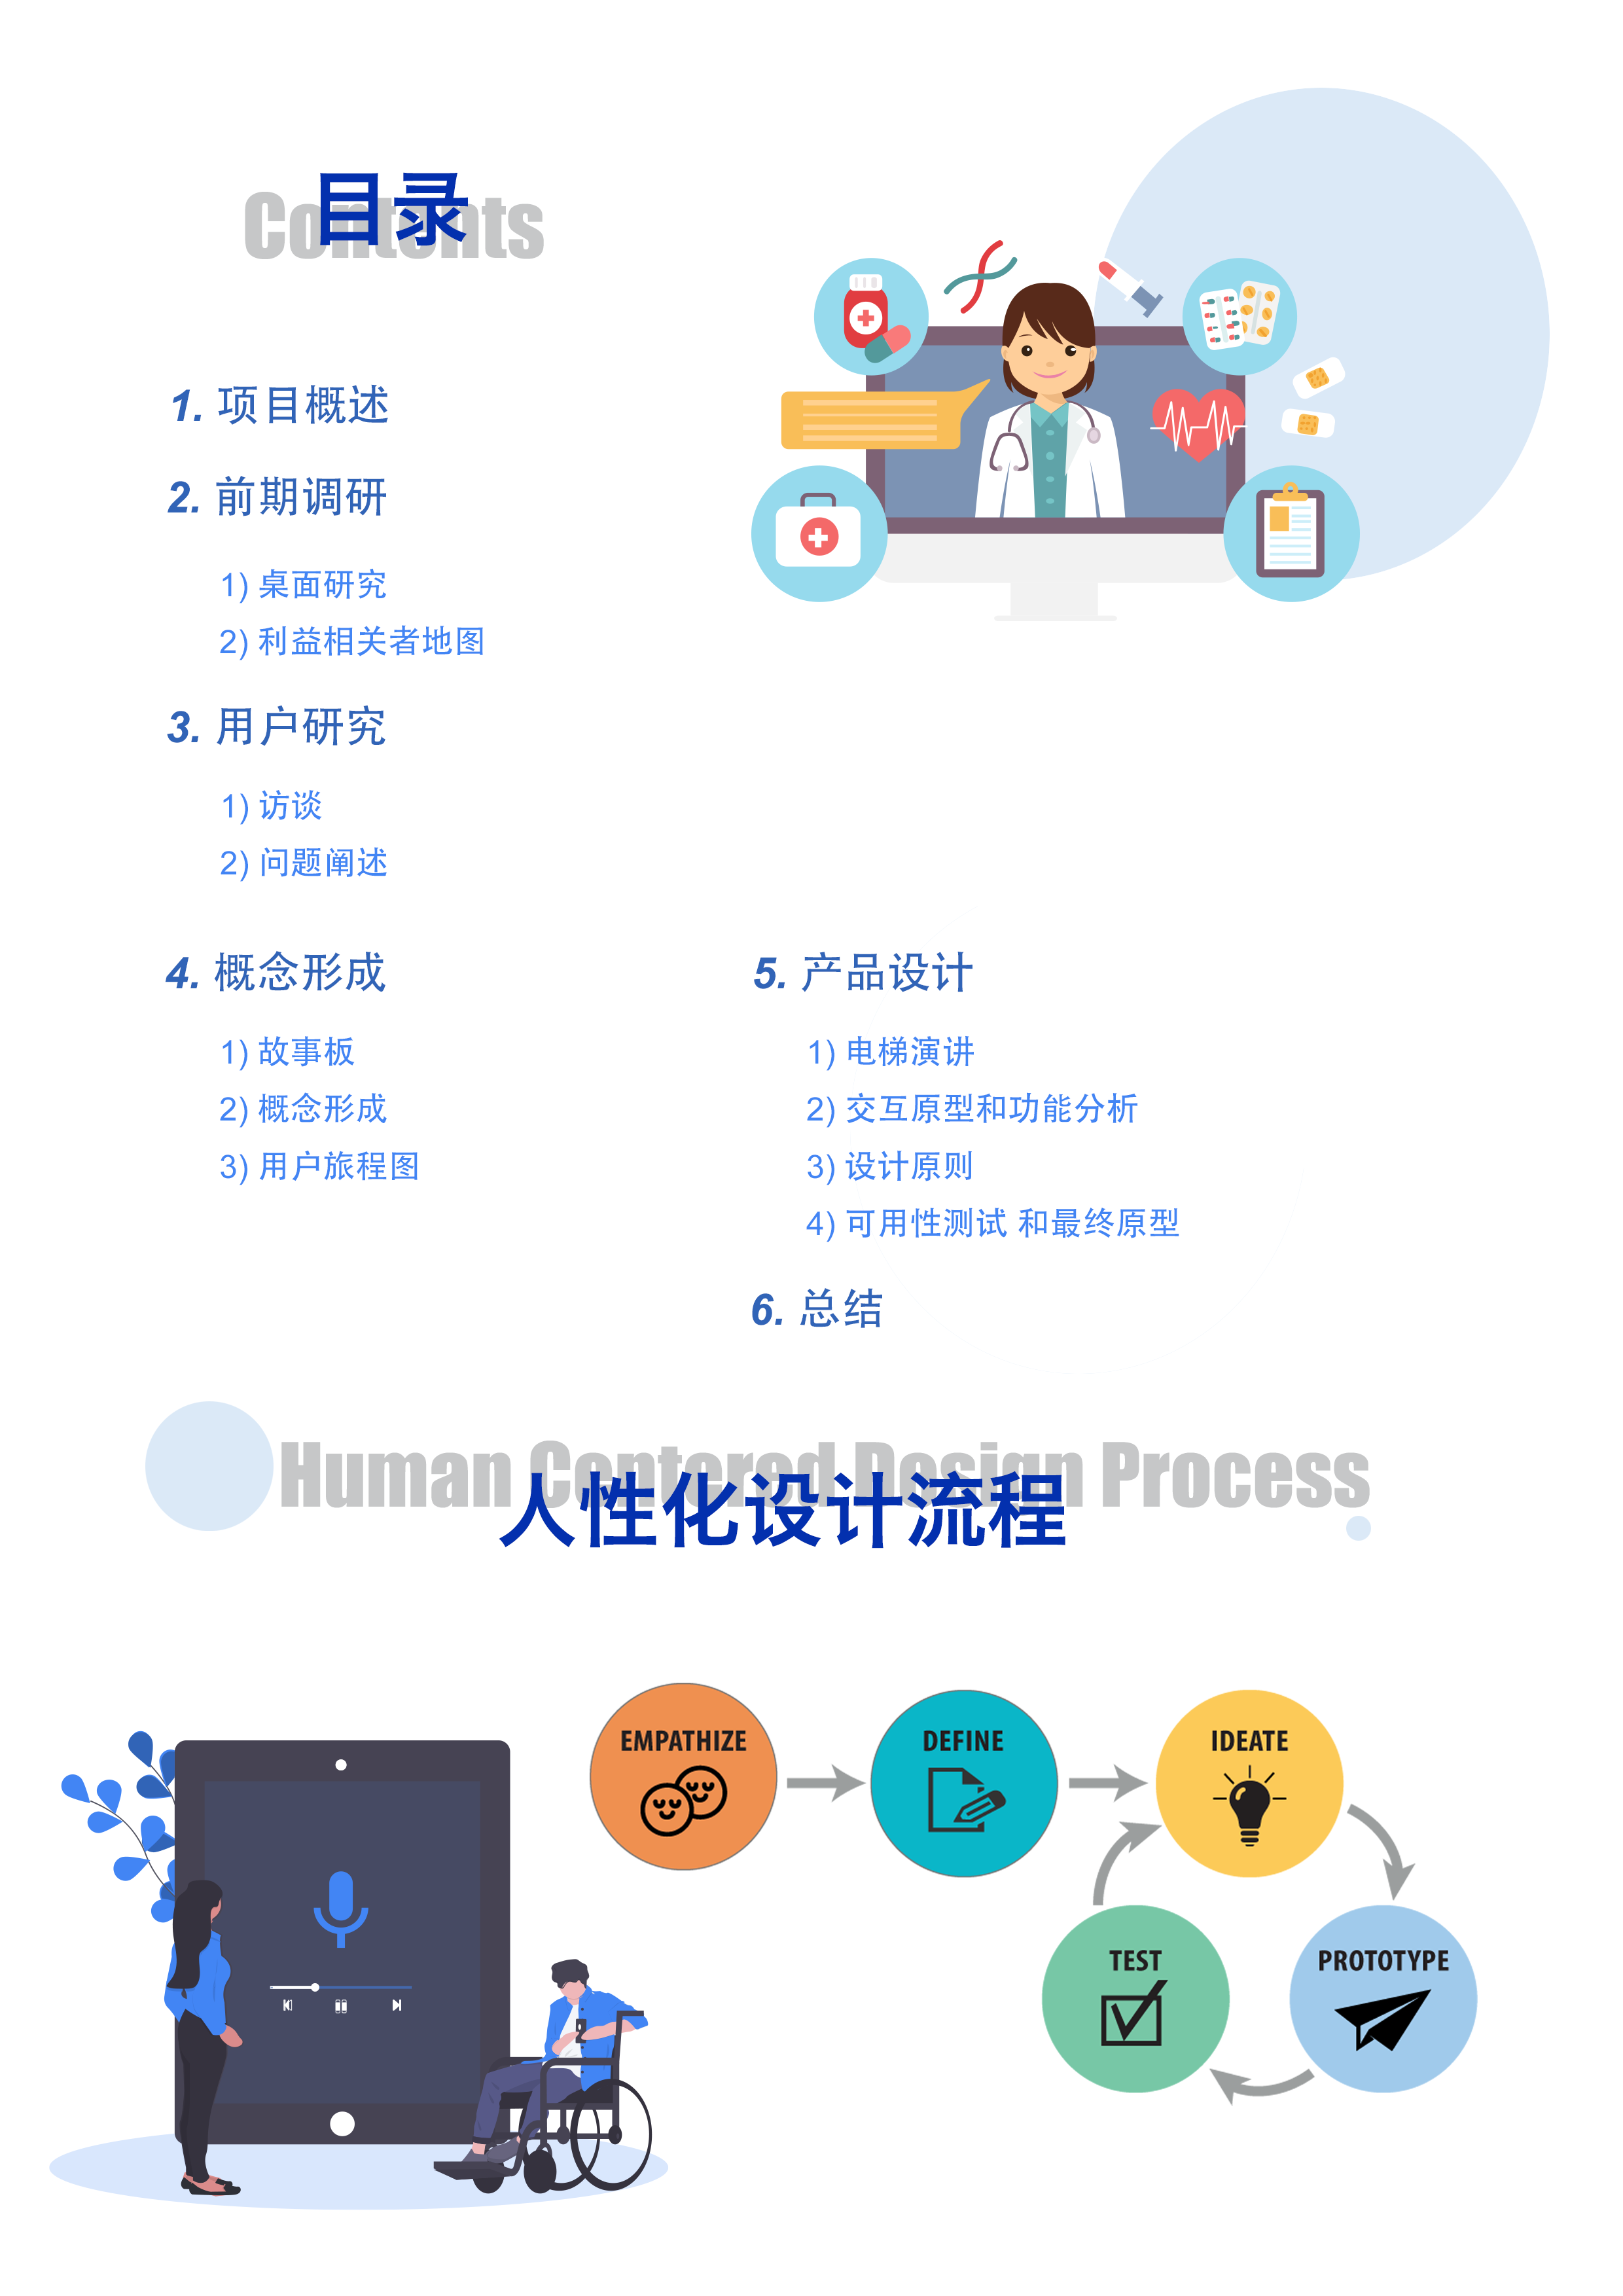 Contents
目录
1. 项目概述
2. 前期调研
1) 桌面研究
2) 利益相关者地图
3. 用户研究
1) 访谈
2) 问题阐述
4. 概念形成
1) 故事板
2) 概念形成
3) 用户旅程图
5. 产品设计
1) 电梯演讲
2) 交互原型和功能分析
3) 设计原则
4) 可用性测试 和最终原型
6. 总结
Human Centered Design Process
人性化设计流程
EMPATHIZE
DEFINE
IDEATE
PROTOTYPE
TEST